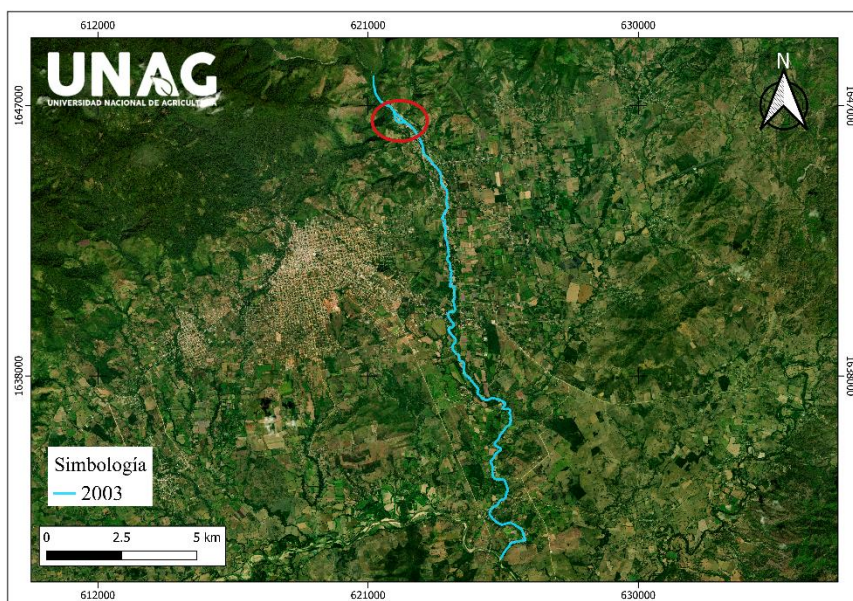 612000 621000 630000
UNAG
UNIVERSIDAD NACIONAL DE AGRICULTURA
N
1647000 1647000
1638000 1638000
Simbología
2003
0 2.5 5 km
612000 621000 630000